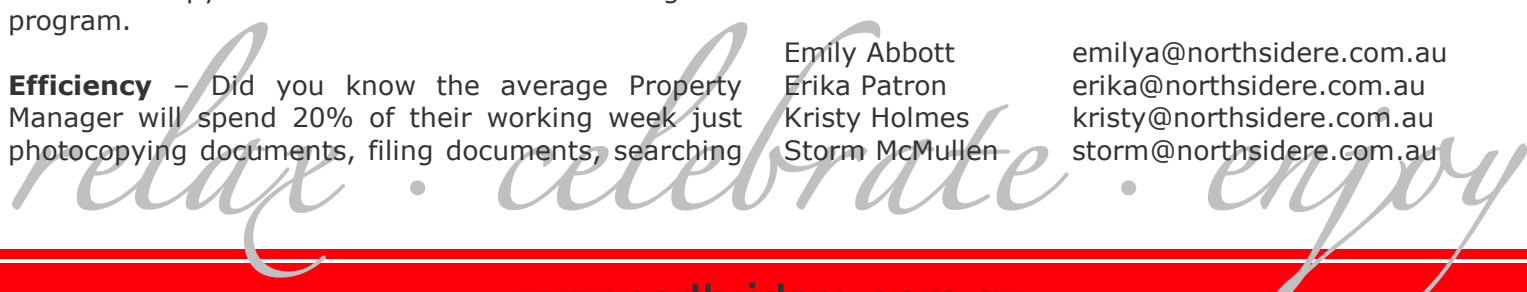 program.
Efficiency – Did you know the average Property
Manager will spend 20% of their working week just
photocopying documents, filing documents, searching
Emily Abbott emilya@northsidere.com.au
Erika Patron erika@northsidere.com.au
Kristy Holmes kristy@northsidere.com.au
Storm McMullen storm@northsidere.com.au
relax · celebrate · enjoy